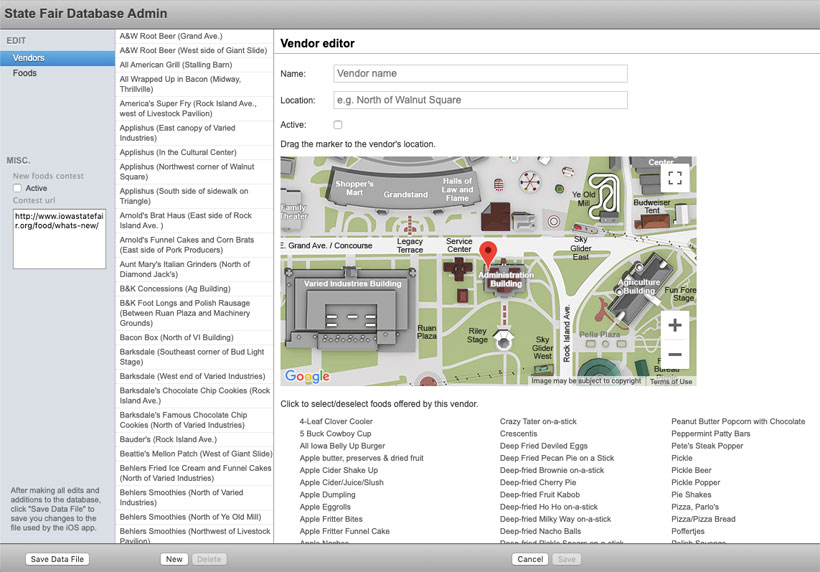 State Fair Database Admin
EDIT
Vendors
Foods
MISC.
New foods contest
Active
Contest url
http://www.iowastatefai
r.org/food/whats-new/
After making all edits and
additions to the database,
click "Save Data File" to
save you changes to the
file used by the iOS app.
A&W Root Beer (Grand Ave.)
A&W Root Beer (West side of Giant Slide)
All American Grill (Stalling Barn)
All Wrapped Up in Bacon (Midway,
Thrillville)
America's Super Fry (Rock Island Ave.,
west of Livestock Pavilion)
Applishus (East canopy of Varied
Industries)
Applishus (In the Cultural Center)
Applishus (Northwest corner of Walnut
Square)
Applishus (South side of sidewalk on
Triangle)
Arnold's Brat Haus (East side of Rock
Island Ave. )
Arnold's Funnel Cakes and Corn Brats
(East side of Pork Producers)
Aunt Mary's Italian Grinders (North of
Diamond Jack's)
B&K Concessions (Ag Building)
B&K Foot Longs and Polish Rausage
(Between Ruan Plaza and Machinery
Grounds)
Bacon Box (North of VI Building)
Barksdale (Southeast corner of Bud Light
Stage)
Barksdale (West end of Varied Industries)
Barksdale's Chocolate Chip Cookies (Rock
Island Ave.)
Barksdale's Famous Chocolate Chip
Cookies (North of Varied Industries)
Bauder's (Rock Island Ave.)
Beattie's Mellon Patch (West of Giant Slide)
Behlers Fried Ice Cream and Funnel Cakes
(North of Varied Industries)
Behlers Smoothies (North of Varied
Industries)
Behlers Smoothies (North of Ye Old Mill)
Behlers Smoothies (Northwest of Livestock
Pavilion)
Vendor editor
Name:
Vendor name
Location:
e.g. North of Walnut Square
Active:
Drag the marker to the vendor's location.
Center
Shopper's
Mart
Grandstand
Halls of
Law and
Flame
Ye Old
Mill
Budweiser
Tent
Family
Theater
E. Grand Ave. / Concourse
Legacy
Terrace
Service
Center
Sky
Glider
East
Administration
Building
Varied Industries Building
Agriculture
Building
Fun Fore
Stage
Ruan
Plaza
Riley
Stage
Sky
Glider
West
Rock Island Ave.
Pella Plaza
Google
Image may be subject to copyright
Terms of Use
Click to select/deselect foods offered by this vendor.
4-Leaf Clover Cooler
5 Buck Cowboy Cup
All Iowa Belly Up Burger
Apple butter, preserves & dried fruit
Apple Cider Shake Up
Apple Cider/Juice/Slush
Apple Dumpling
Apple Eggrolls
Apple Fritter Bites
Apple Fritter Funnel Cake
Apple Nachos
Crazy Tater on-a-stick
Crescentis
Deep Fried Deviled Eggs
Deep Fried Pecan Pie on a Stick
Deep-fried Brownie on-a-stick
Deep-fried Cherry Pie
Deep-fried Fruit Kabob
Deep-fried Ho Ho on-a-stick
Deep-fried Milky Way on-a-stick
Deep-fried Nacho Balls
Deep-fried Pickle Spears on-a-stick
Peanut Butter Popcorn with Chocolate
Peppermint Patty Bars
Pete's Steak Popper
Pickle
Pickle Beer
Pickle Popper
Pie Shakes
Pizza, Parlo's
Pizza/Pizza Bread
Poffertjes
Polish Sausage
Save Data File
New
Delete
Cancel
Save